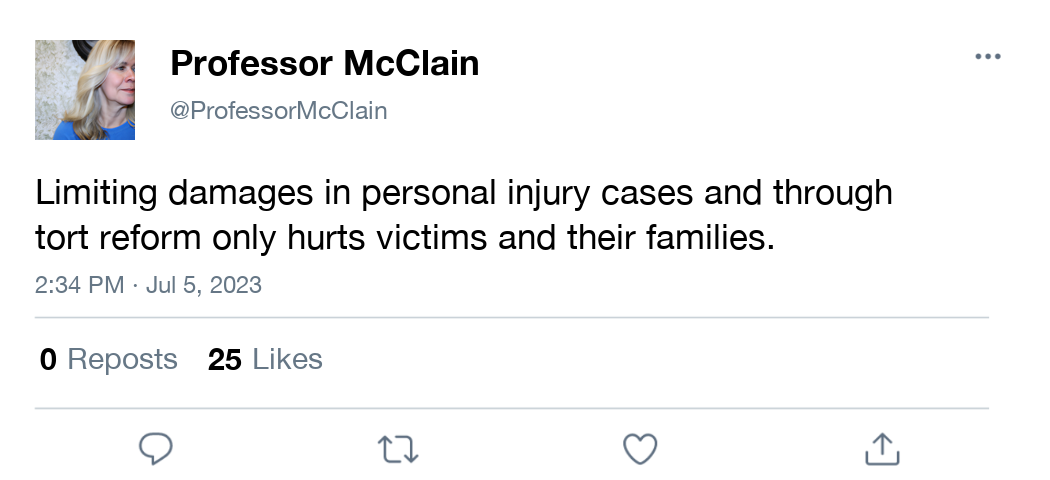 Professor McClain
@ProfessorMcClain
Limiting damages in personal injury cases and through
tort reform only hurts victims and their families.
2:34 PM · Jul 5, 2023
0 Reposts 25 Likes